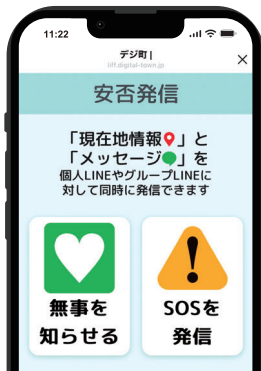 11:22
デジ町|
liff.digital-town.jp
安否発信
「現在地情報📍」と
「メッセージ💬」を
個人LINEやグループLINEに
対して同時に発信できます
無事を
知らせる
SOSを
発信